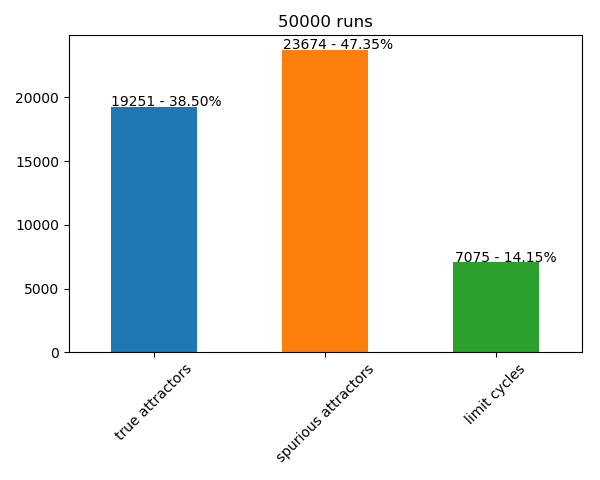 50000 runs
23674 - 47.35%
19251 - 38.50%
7075 - 14.15%
20000
15000
10000
5000
0
true attractors
spurious attractors
limit cycles